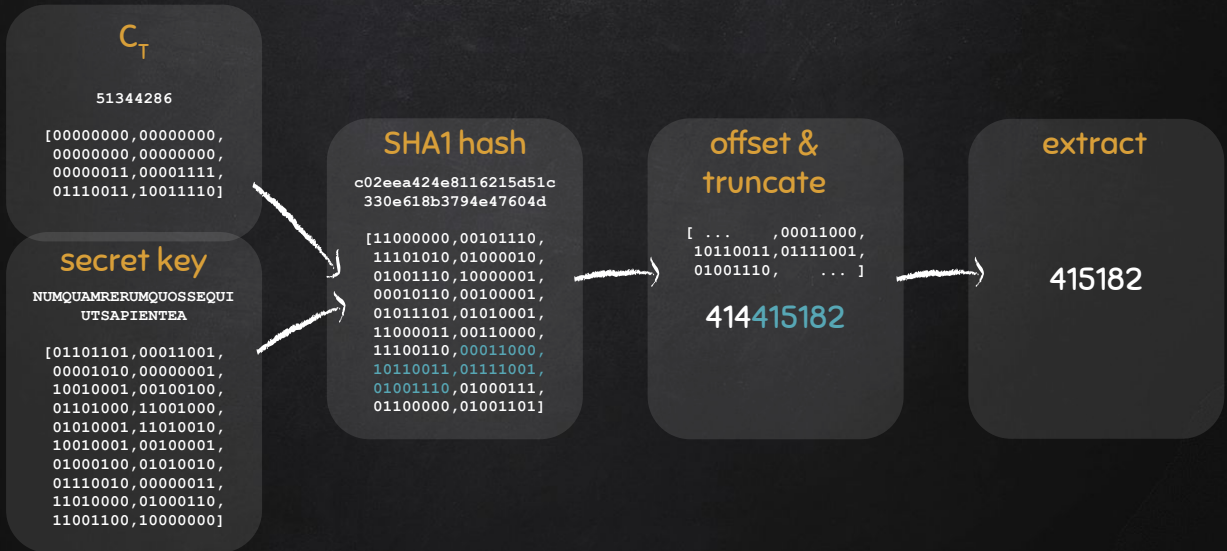 C_T
51344286
[00000000,00000000,
00000000,00000000,
00000011,00001111,
01110011,10011110]
secret key
NUMQUAMRERUMQUOSSEQUI
UTSAPIENTEA
[01101101,00011001,
00001010,00000001,
10010001,00100100,
01101000,11001000,
01010001,11010010,
10010001,00100001,
01000100,01010010,
01110010,00000011,
11010000,01000110,
11001100,10000000]
SHA1 hash
c02eea424e8116215d51c
330e618b3794e47604d
[11000000,00101110,
11101010,01000010,
01001110,10000001,
00010110,00100001,
01011101,01010001,
11000011,00110000,
11100110,00011000,
10110011,01111001,
01001110,01000111,
01100000,01001101]
offset &
truncate
[ ... ,00011000,
10110011,01111001,
01001110, ... ]
414415182
extract
415182